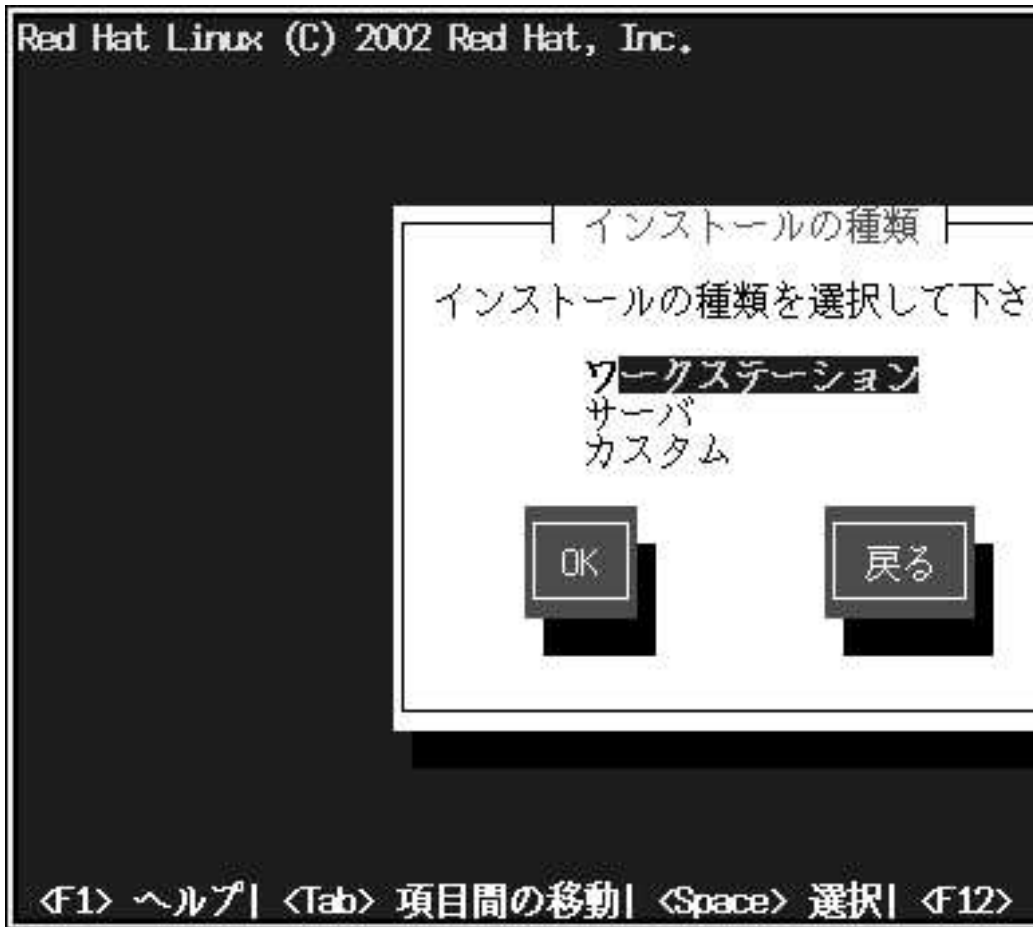 Red Hat Linux (C) 2002 Red Hat, Inc.
インストールの種類
インストールの種類を選択して下さ
ワークステーション
サーバ
カスタム
OK
戻る
<F1> ヘルプ| <Tab> 項目間の移動| <Space> 選択| <F12>